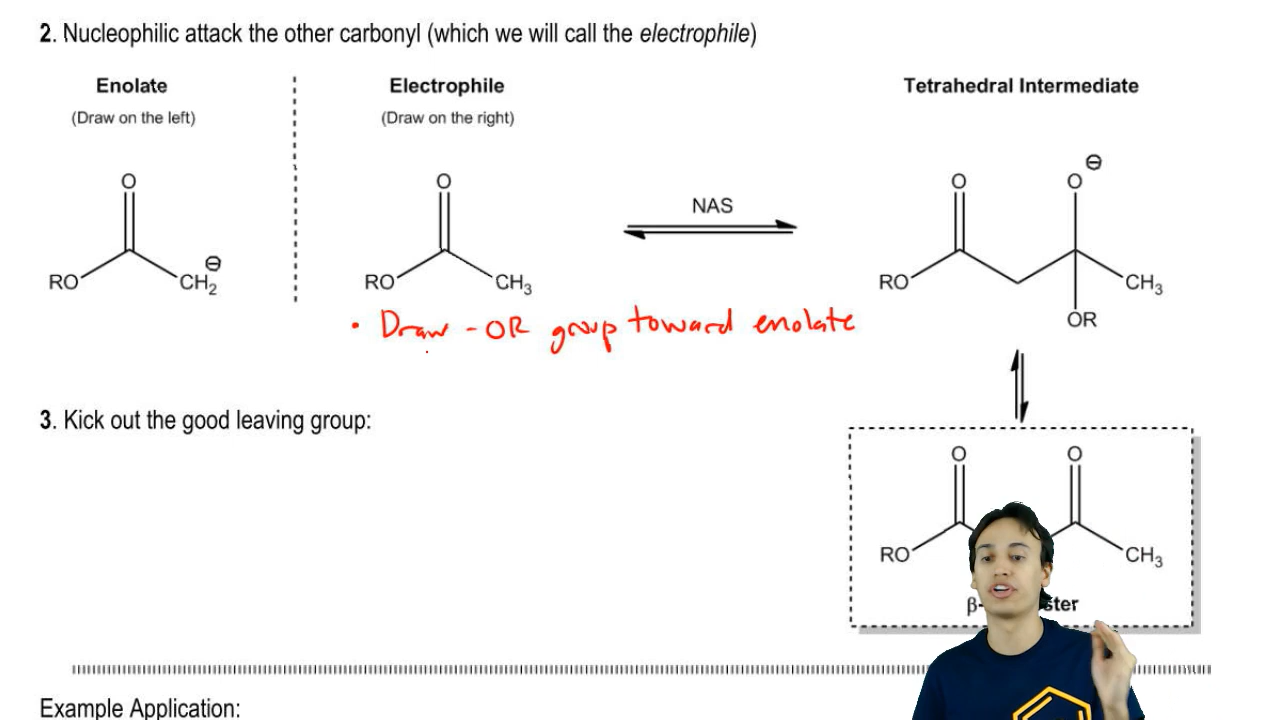 2. Nucleophilic attack the other carbonyl (which we will call the electrophile)
Enolate
(Draw on the left)
Electrophile
(Draw on the right)
Tetrahedral Intermediate
O
RO
CH2
⊖
O
RO
CH3
NAS
O
RO
O
⊖
CH3
OR
• Draw -OR group toward enolate
3. Kick out the good leaving group:
O
O
RO
CH3
β-
Example Application: